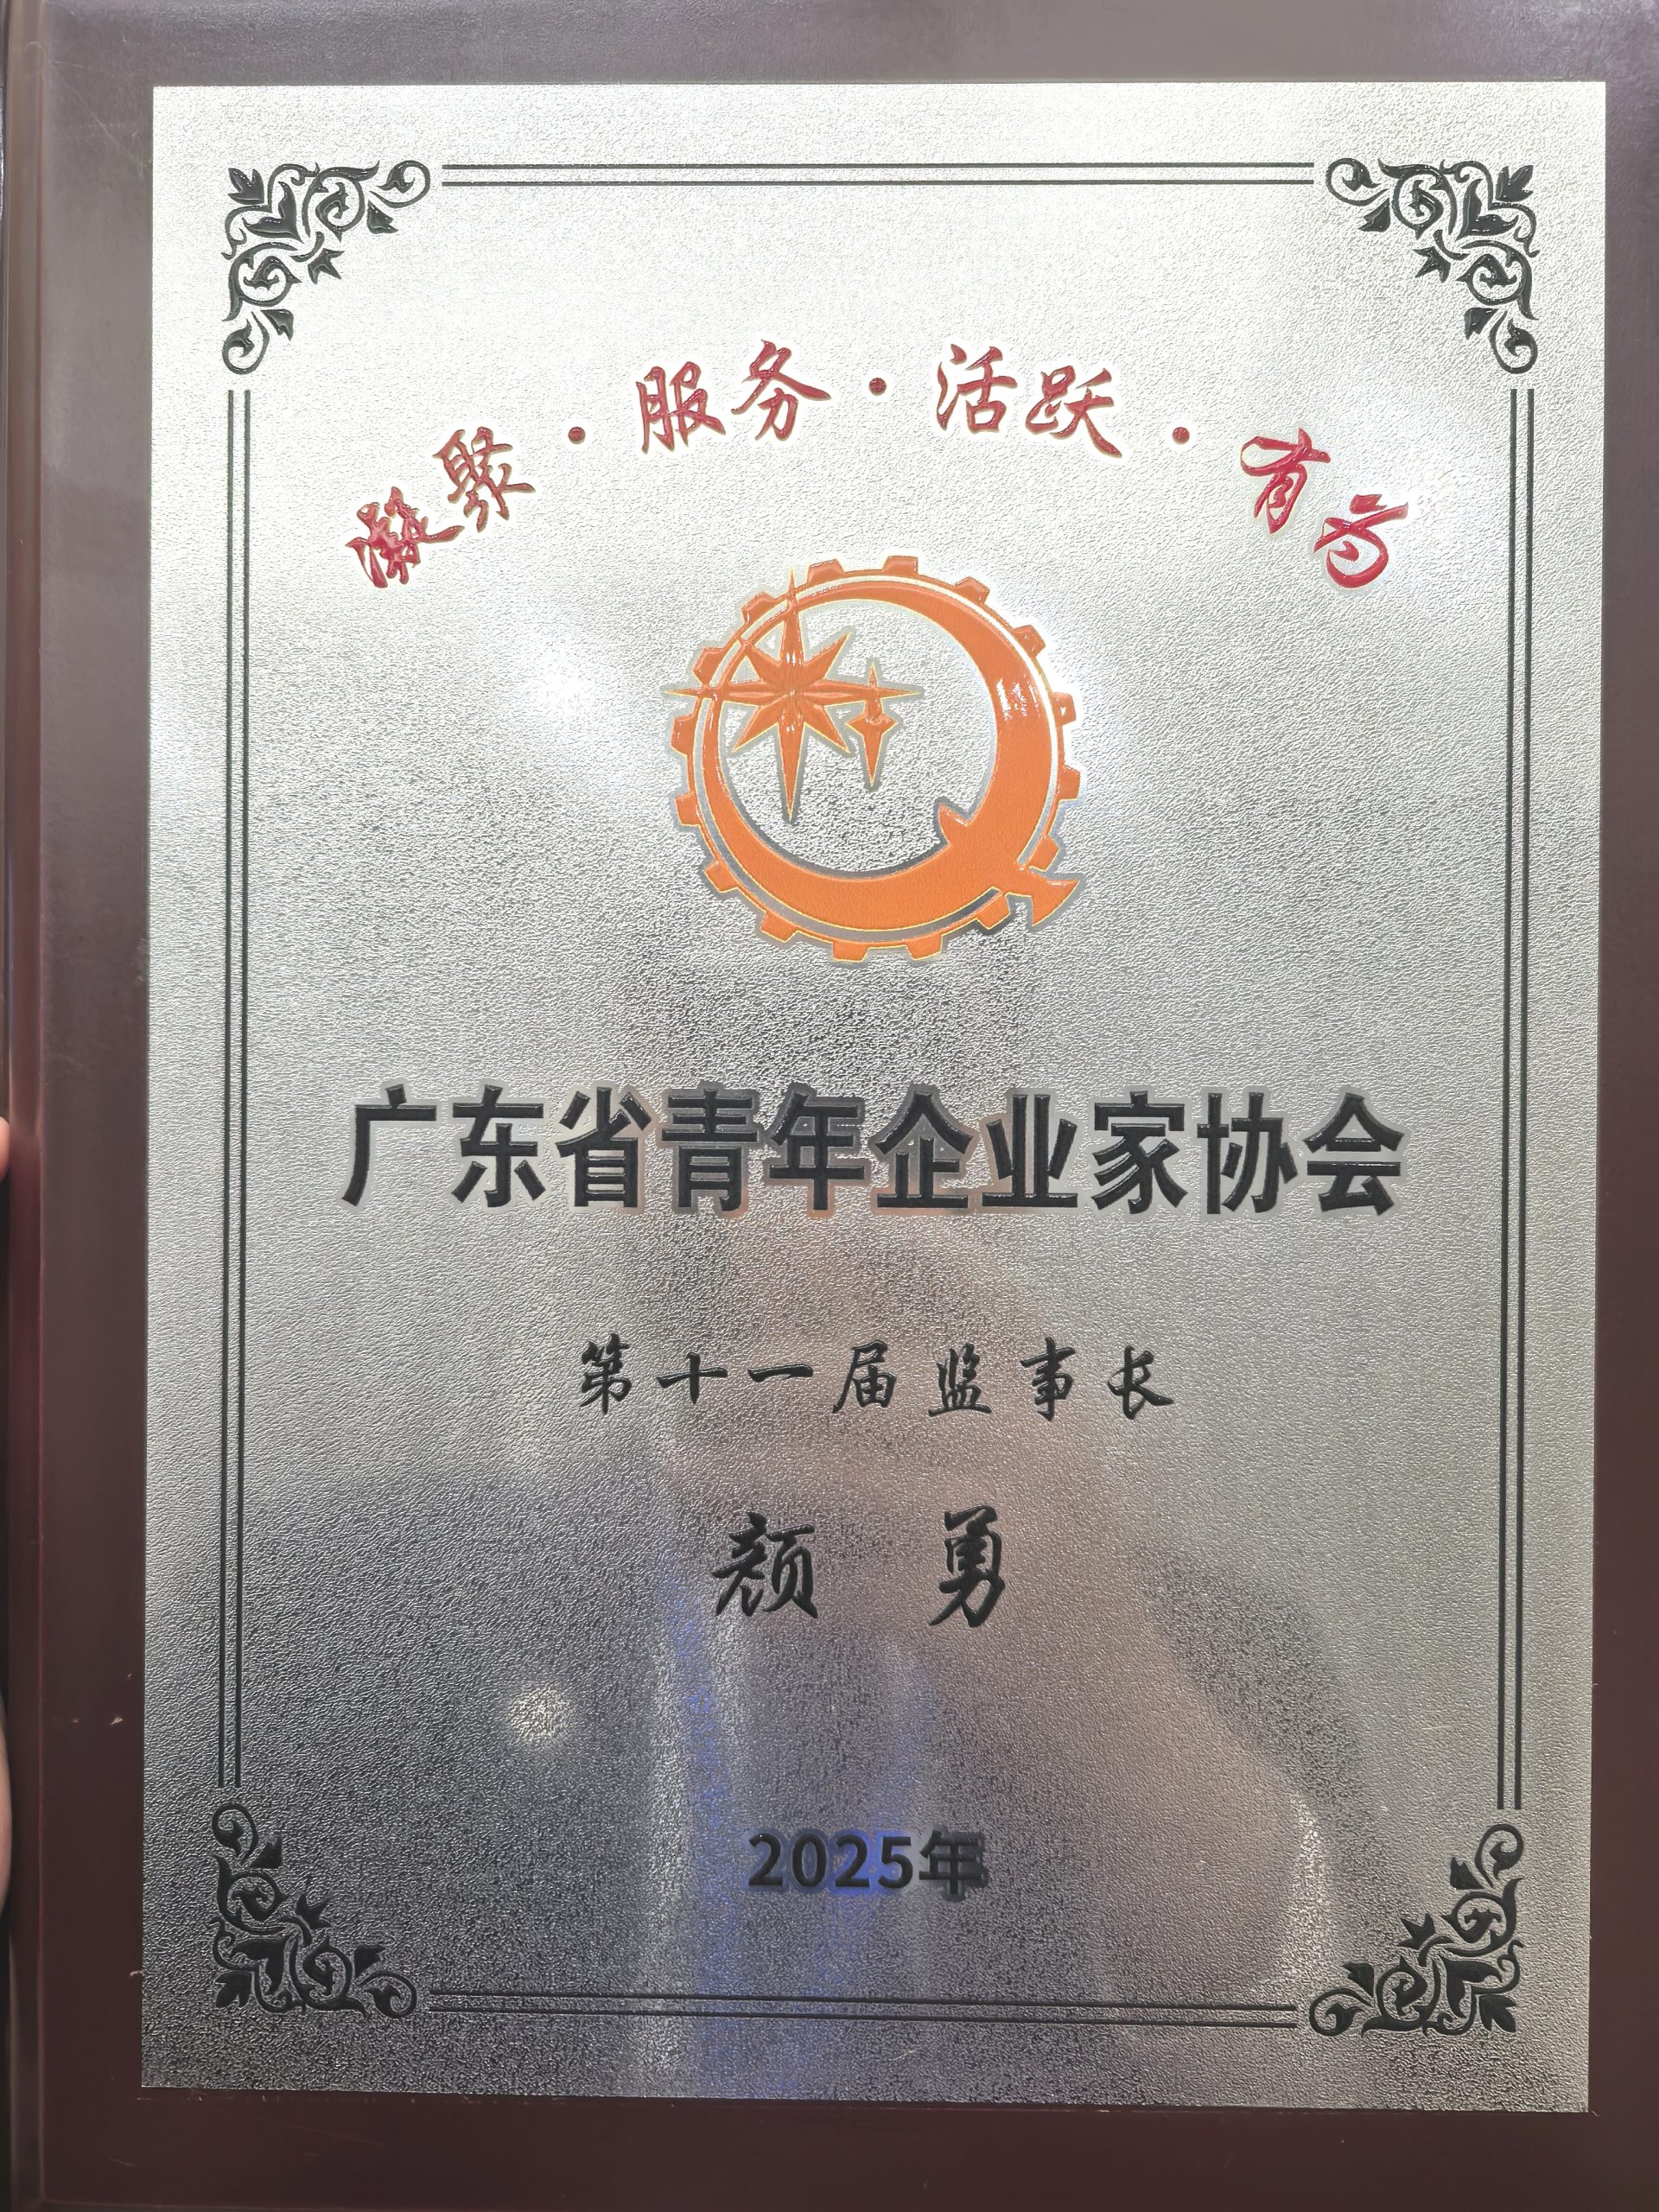 凝聚·服务·活跃·有为
广东省青年企业家协会
第十一届监事长
颜 勇
2025年